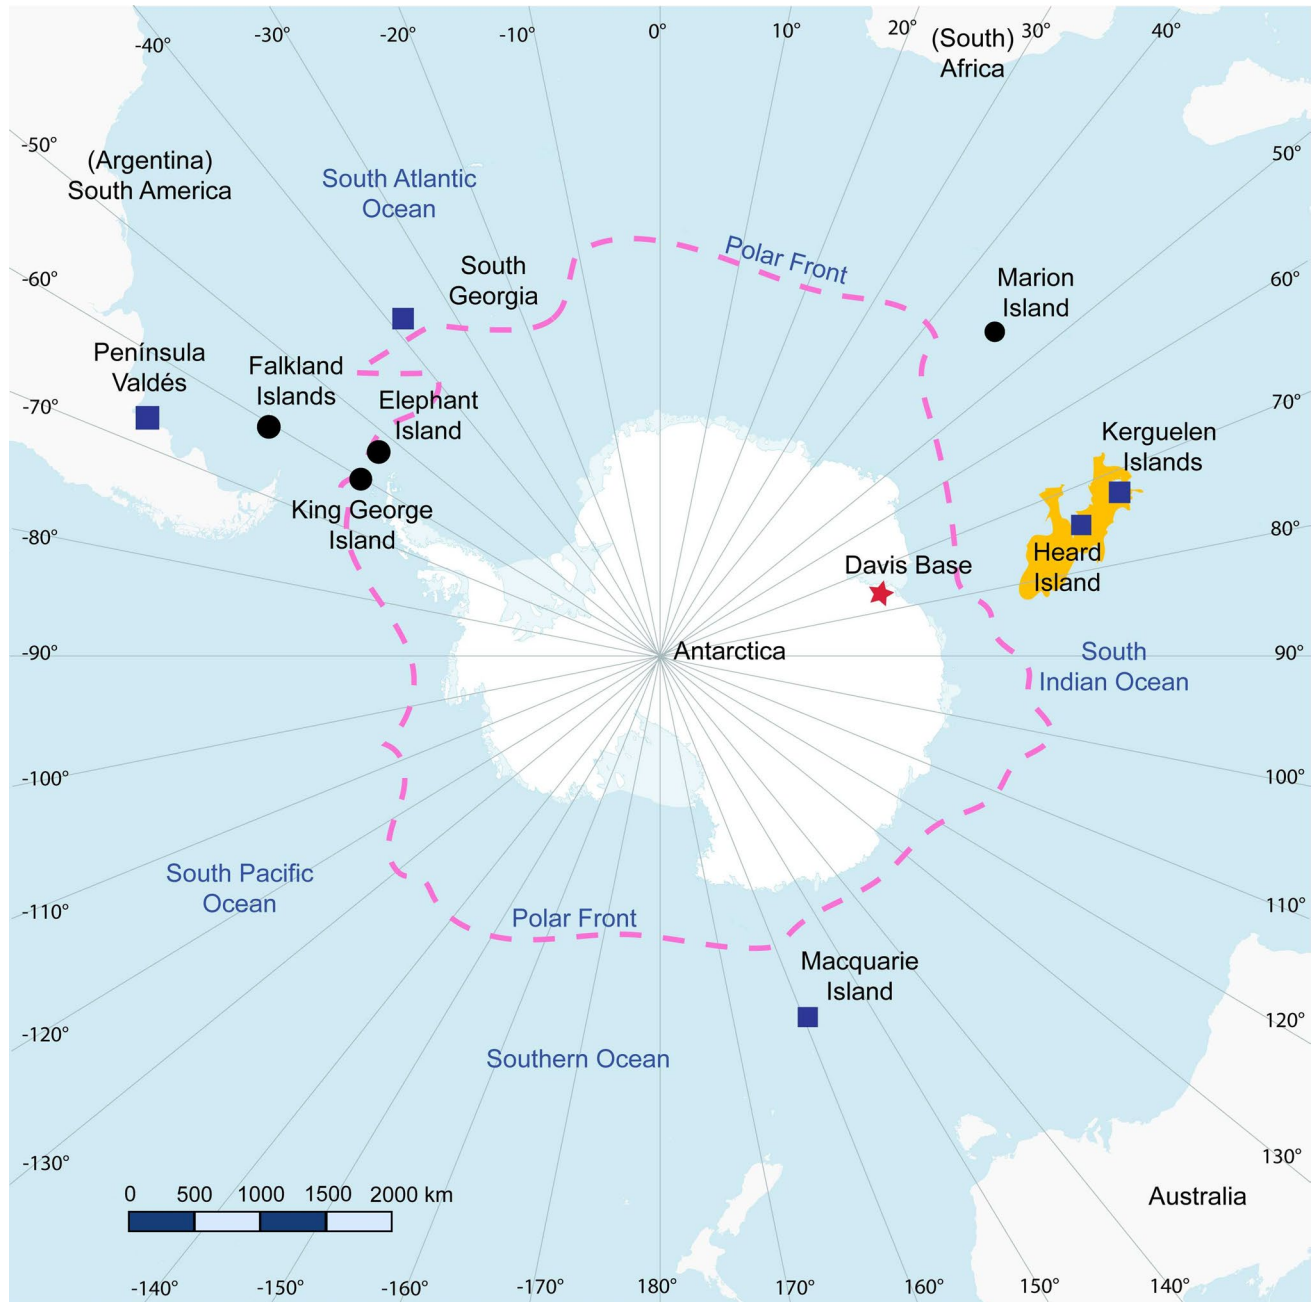 -40°
-30°
-20°
-10°
0°
10°
20°
30°
40°
(South)
Africa
-50°
50°
(Argentina)
South America
South Atlantic
Ocean
Polar Front
South
Georgia
Marion
Island
-60°
60°
Península
Valdés
Falkland
Islands
Elephant
Island
-70°
70°
Kerguelen
Islands
King George
Island
-80°
80°
Heard
Island
Davis Base
Antarctica
-90°
90°
South
Indian Ocean
-100°
100°
South Pacific
Ocean
-110°
110°
Polar Front
Macquarie
Island
-120°
120°
Southern Ocean
-130°
130°
0 500 1000 1500 2000 km
Australia
-140°
-150°
-160°
-170°
180°
170°
160°
150°
140°